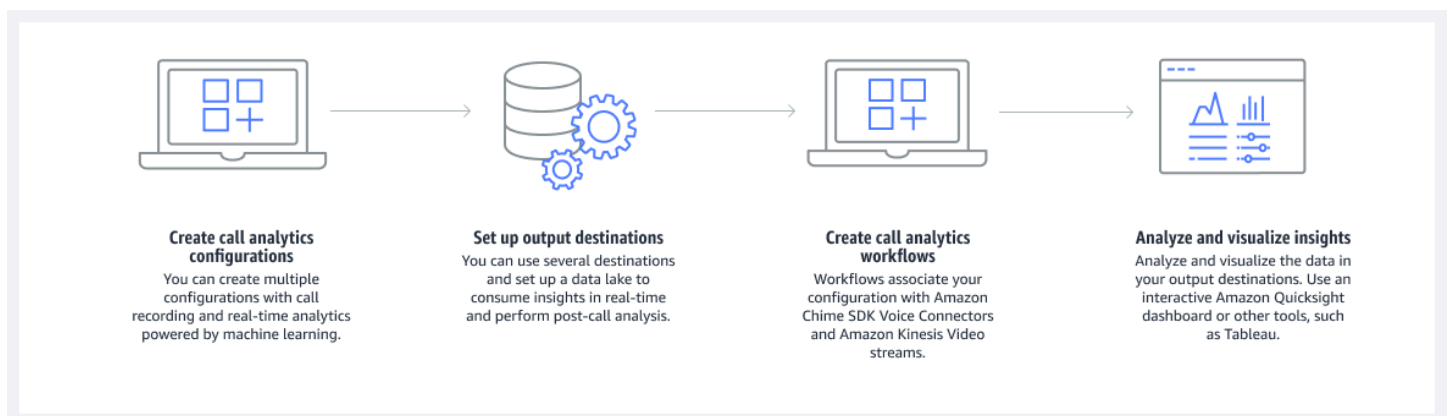 Create call analytics
configurations
You can create multiple
configurations with call
recording and real-time analytics
powered by machine learning.
Set up output destinations
You can use several destinations
and set up a data lake to
consume insights in real-time
and perform post-call analysis.
Create call analytics
workflows
Workflows associate your
configuration with Amazon
Chime SDK Voice Connectors
and Amazon Kinesis Video
streams.
Analyze and visualize insights
Analyze and visualize the data in
your output destinations. Use an
interactive Amazon Quicksight
dashboard or other tools, such
as Tableau.